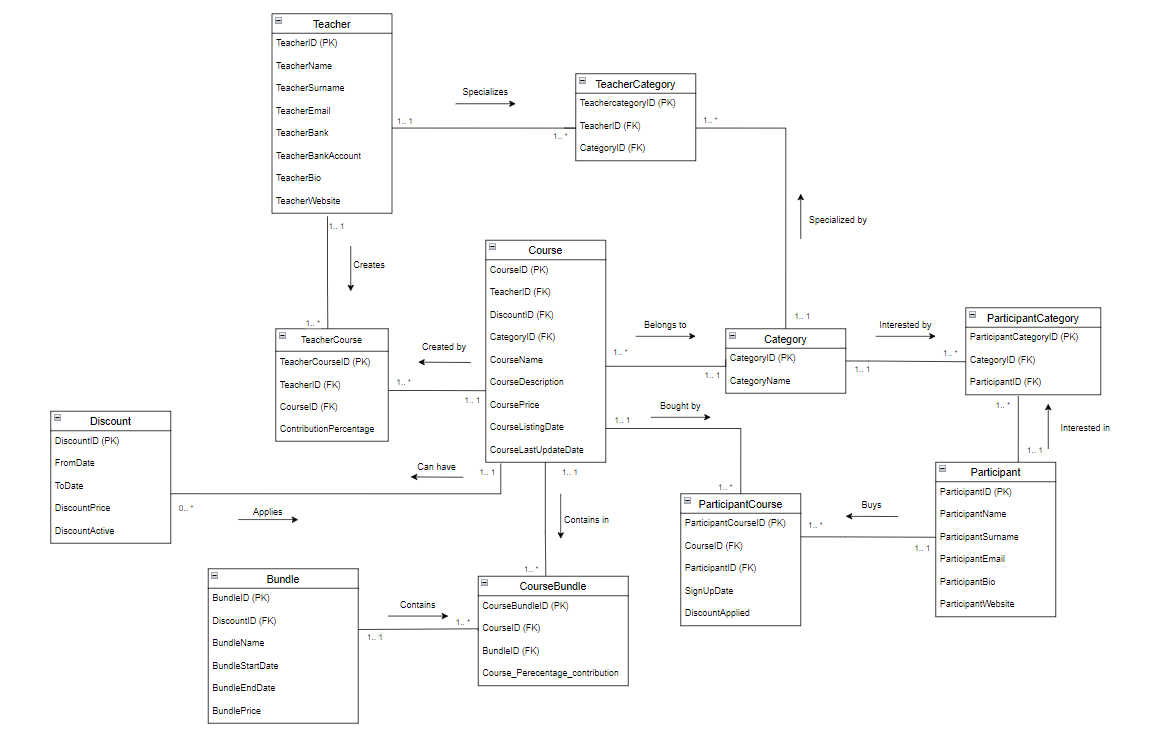 Teacher
TeacherID (PK)
TeacherName
TeacherSurname
TeacherEmail
TeacherBank
TeacherBankAccount
TeacherBio
TeacherWebsite
Specializes
1.. 1
1.. *
TeacherCategory
TeachercategoryID (PK)
TeacherID (FK)
CategoryID (FK)
1.. *
Specialized by
1.. 1
1.. 1
Creates
1.. *
TeacherCourse
TeacherCourseID (PK)
TeacherID (FK)
CourseID (FK)
ContributionPercentage
Created by
1.. *
1.. 1
Course
CourseID (PK)
TeacherID (FK)
DiscountID (FK)
CategoryID (FK)
CourseName
CourseDescription
CoursePrice
CourseListingDate
CourseLastUpdateDate
Belongs to
1.. *
1.. 1
Category
CategoryID (PK)
CategoryName
Interested by
1.. 1
1.. *
ParticipantCategory
ParticipantCategoryID (PK)
CategoryID (FK)
ParticipantID (FK)
1.. *
Interested in
1.. 1
Bought by
1.. 1
1.. *
Discount
DiscountID (PK)
FromDate
ToDate
DiscountPrice
DiscountActive
Can have
1.. 1
0.. *
Applies
1.. 1
Contains in
1.. *
ParticipantCourse
ParticipantCourseID (PK)
CourseID (FK)
ParticipantID (FK)
SignUpDate
DiscountApplied
Buys
1.. *
1.. 1
Participant
ParticipantID (PK)
ParticipantName
ParticipantSurname
ParticipantEmail
ParticipantBio
ParticipantWebsite
Bundle
BundleID (PK)
DiscountID (FK)
BundleName
BundleStartDate
BundleEndDate
BundlePrice
Contains
1.. 1
1.. *
CourseBundle
CourseBundleID (PK)
CourseID (FK)
BundleID (FK)
Course_Perecentage_contribution